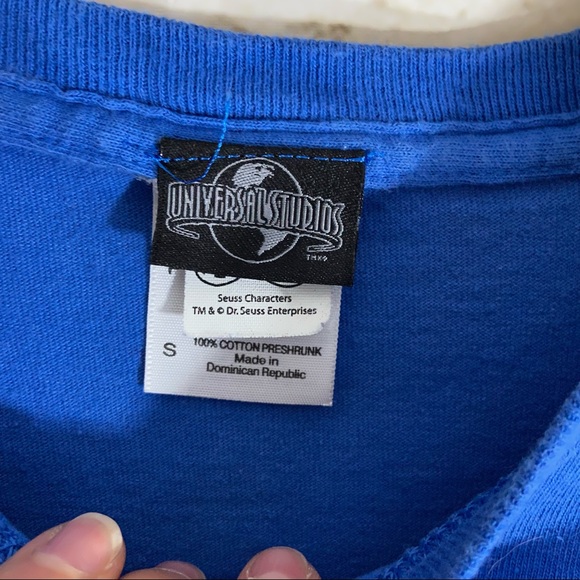 UNIVERSAL STUDIOS
Seuss Characters
TM & © Dr. Seuss Enterprises
S
100% COTTON PRESHRUNK
Made in
Dominican Republic